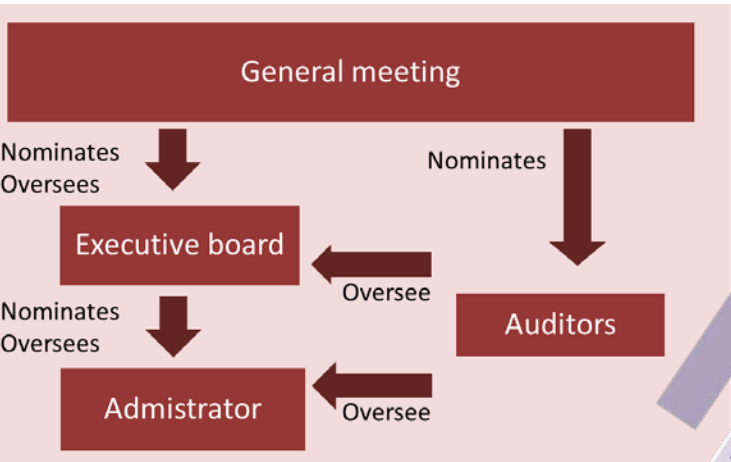 General meeting
Nominates
Oversees
Nominates
Executive board
Oversee
Nominates
Oversees
Auditors
Admistrator
Oversee